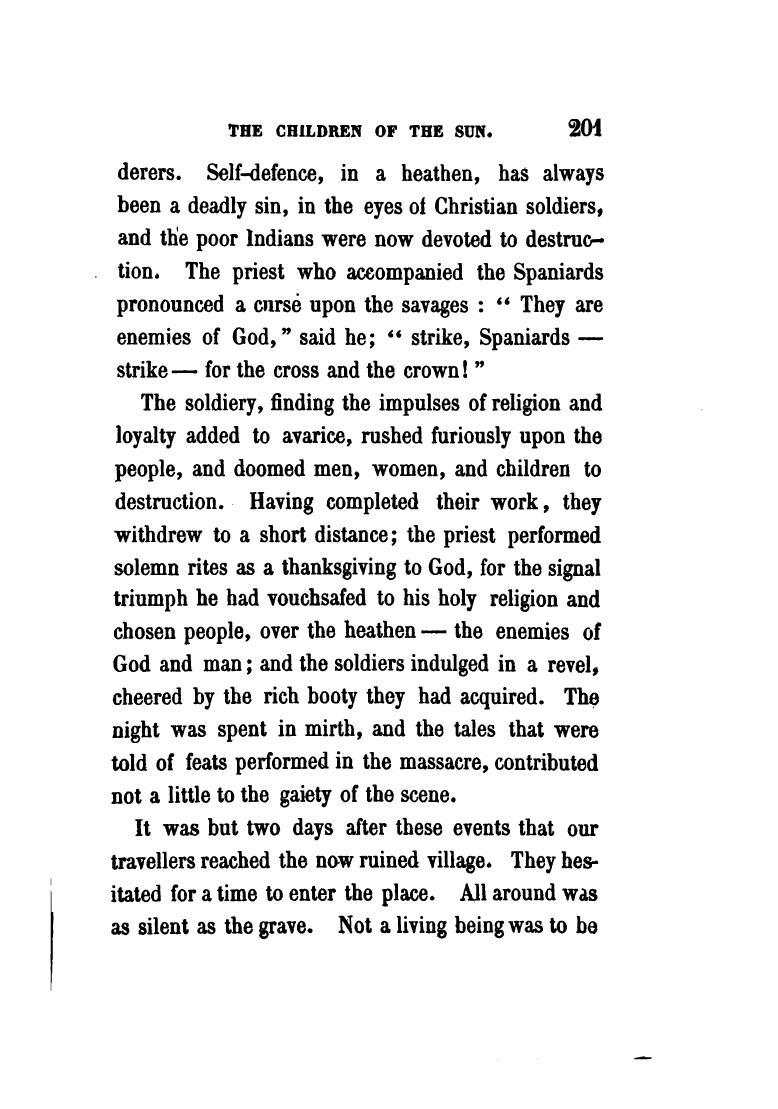 THE CHILDREN OF THE SUN. 201
derers. Self-defence, in a heathen, has always
been a deadly sin, in the eyes of Christian soldiers,
and the poor Indians were now devoted to destruc-
tion. The priest who accompanied the Spaniards
pronounced a curse upon the savages : “ They are
enemies of God, ” said he; “ strike, Spaniards —
strike — for the cross and the crown! ”
The soldiery, finding the impulses of religion and
loyalty added to avarice, rushed furiously upon the
people, and doomed men, women, and children to
destruction. Having completed their work, they
withdrew to a short distance; the priest performed
solemn rites as a thanksgiving to God, for the signal
triumph he had vouchsafed to his holy religion and
chosen people, over the heathen — the enemies of
God and man; and the soldiers indulged in a revel,
cheered by the rich booty they had acquired. The
night was spent in mirth, and the tales that were
told of feats performed in the massacre, contributed
not a little to the gaiety of the scene.
It was but two days after these events that our
travellers reached the now ruined village. They hes-
itated for a time to enter the place. All around was
as silent as the grave. Not a living being was to be